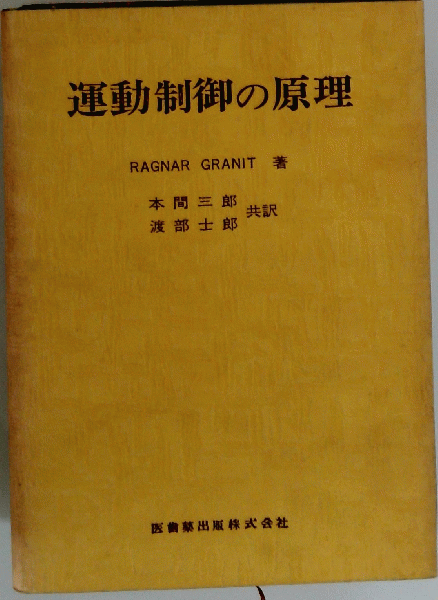 運動制御の原理
RAGNAR GRANIT 著
本間三郎
渡部士郎 共訳
医歯薬出版株式会社